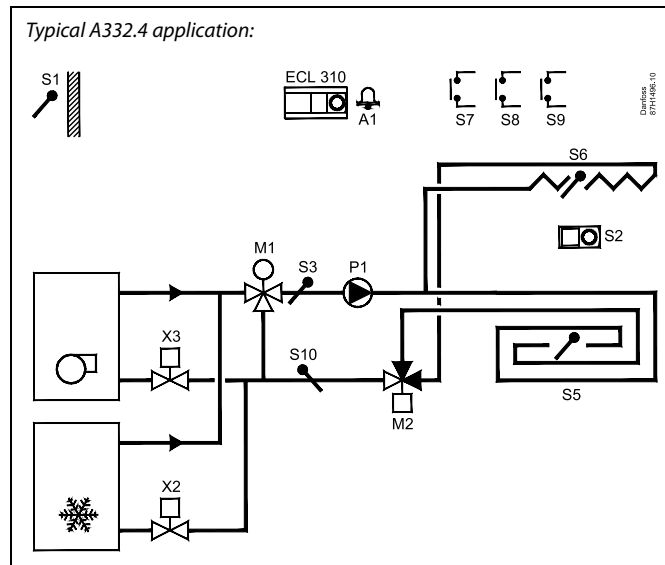 Typical A332.4 application:
S1
ECL 310
A1
S7
S8
S9
Danfoss
87H1496.10
S6
S2
M1
S3
P1
X3
S10
M2
S5
X2